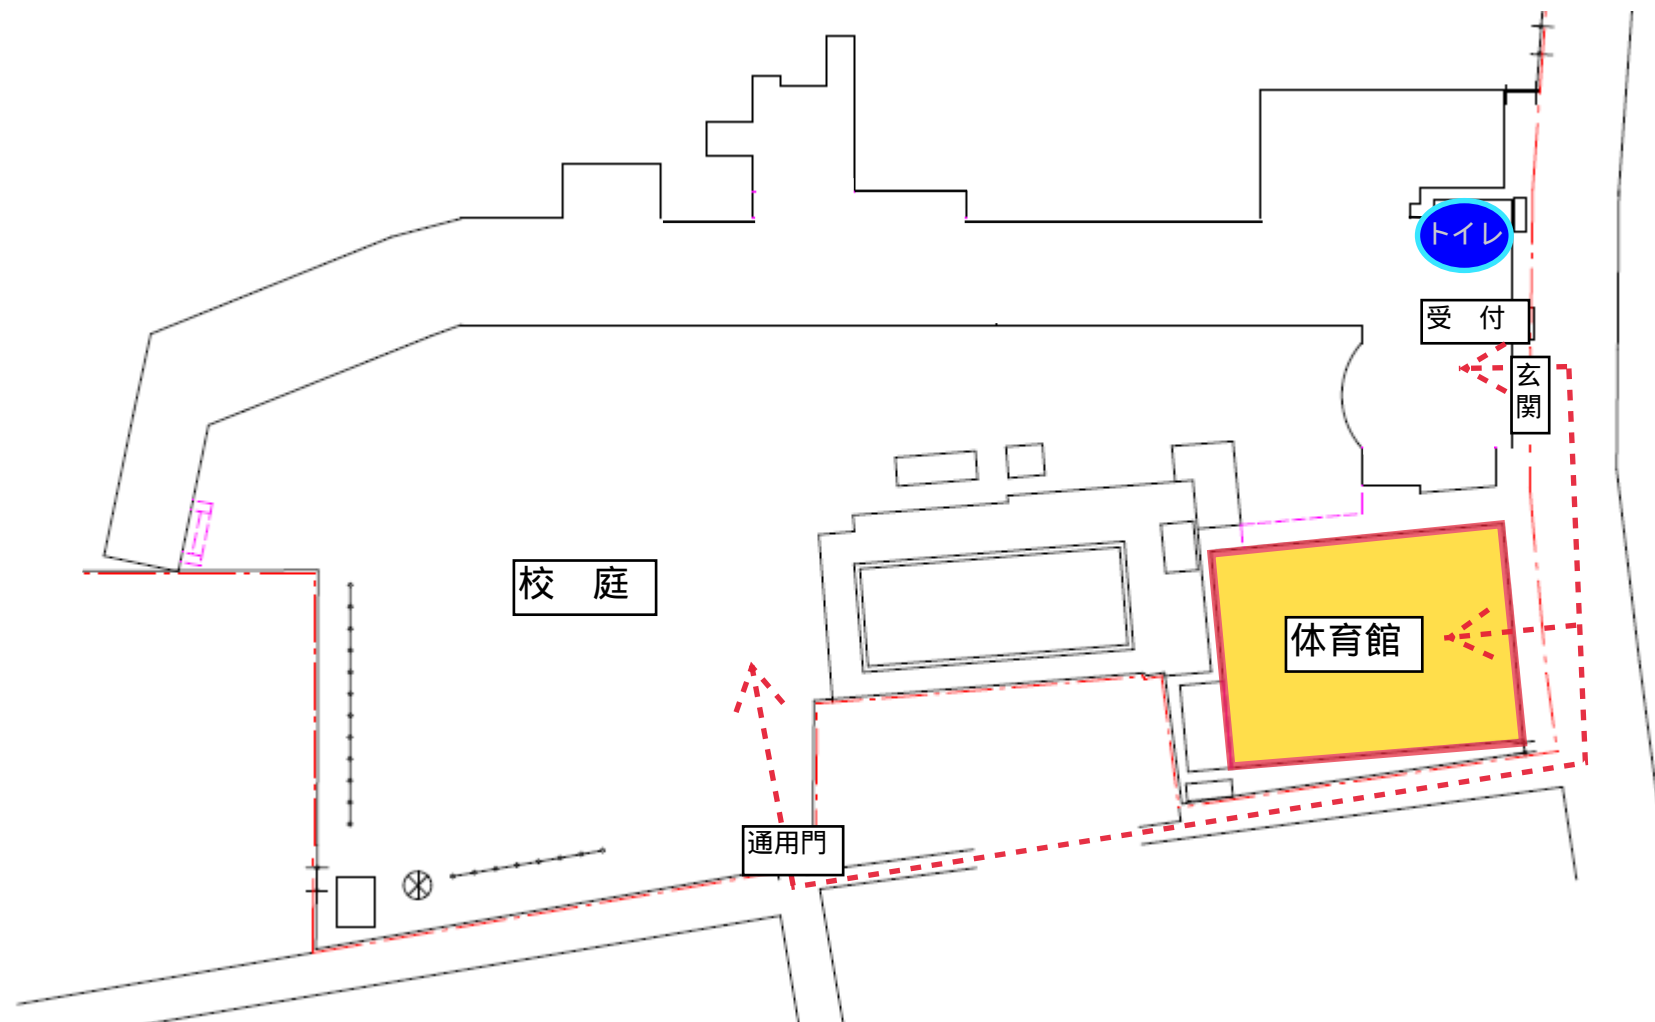 トイレ
受　付
玄
関
校　庭
体育館
通用門